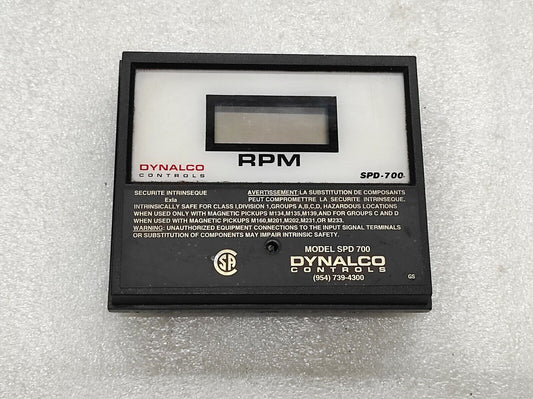 RPM
DYNALCO
CONTROLS
SPD-700
SECURITE INTRINSEQUE
Exia
AVERTISSEMENT:LA SUBSTITUTION DE COMPOSANTS
PEUT COMPROMETTRE LA SECURITE INTRINSEQUE.
INTRINSICALLY SAFE FOR CLASS I,DIVISION 1,GROUPS A,B,C,D, HAZARDOUS LOCATIONS
WHEN USED ONLY WITH MAGNETIC PICKUPS M134,M135,M139,AND FOR GROUPS C AND D
WHEN USED WITH MAGNETIC PICKUPS M160,M201,M202,M231, OR M233.
WARNING: UNAUTHORIZED EQUIPMENT CONNECTIONS TO THE INPUT SIGNAL TERMINALS
OR SUBSTITUTION OF COMPONENTS MAY IMPAIR INTRINSIC SAFETY.
SA
MODEL SPD 700
DYNALCO
CONTROLS
(954) 739-4300
GS